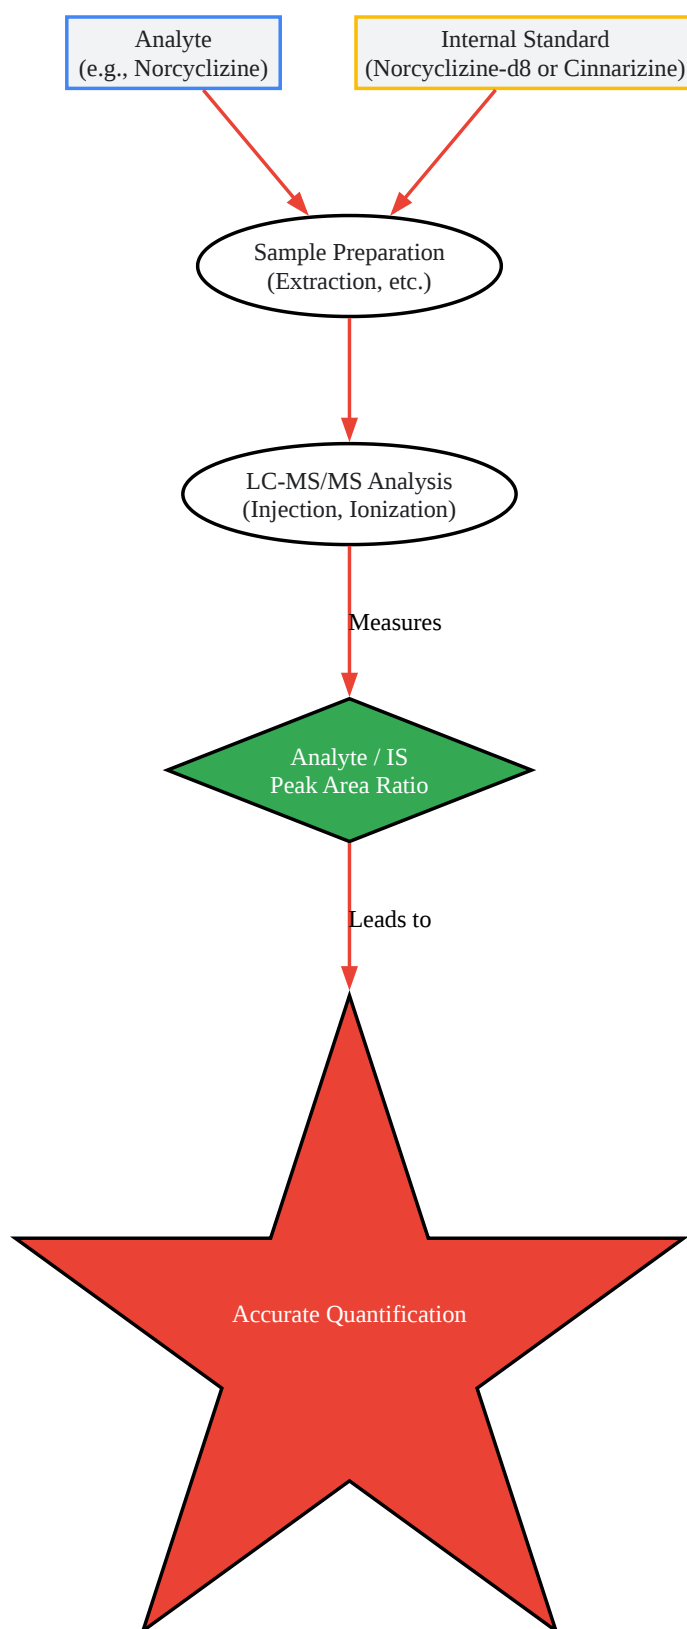 Analyte
(e.g., Norcyclizine)
Internal Standard
(Norcyclizine-d8 or Cinnarizine)
Sample Preparation
(Extraction, etc.)
LC-MS/MS Analysis
(Injection, Ionization)
Measures
Analyte / IS
Peak Area Ratio
Leads to
Accurate Quantification